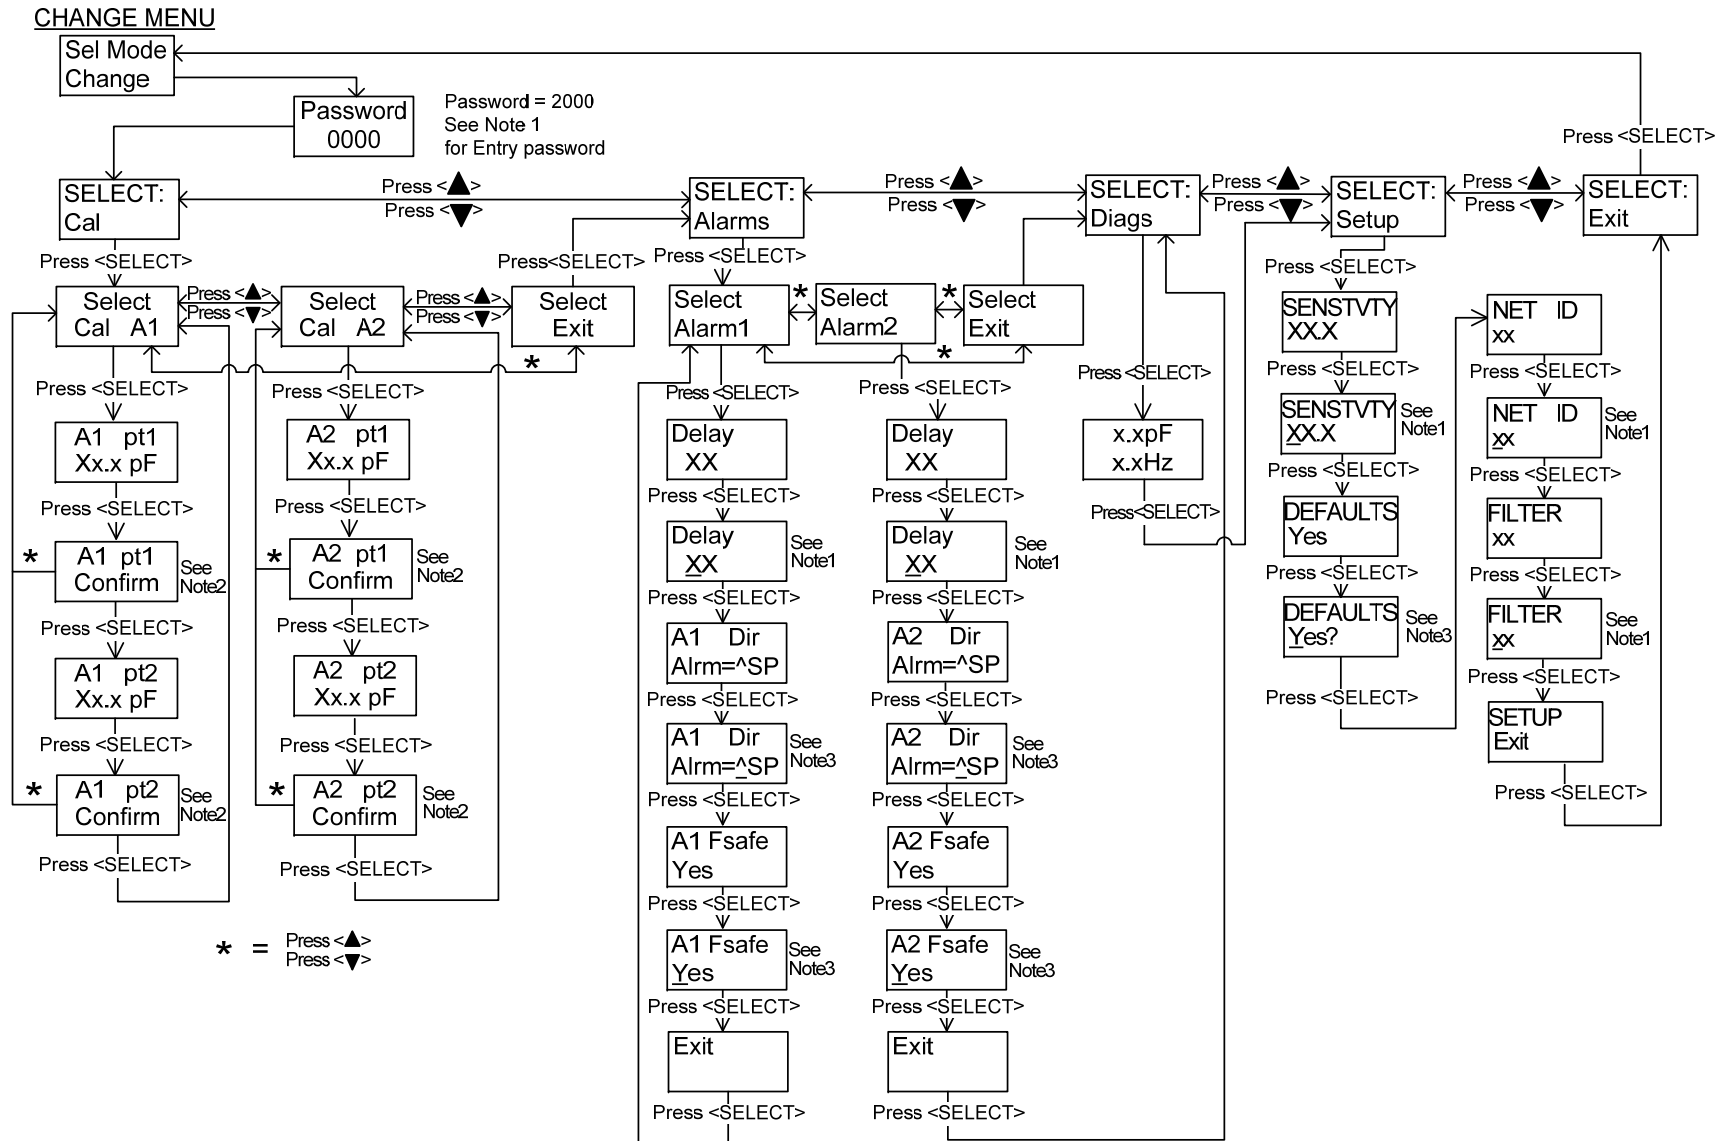 CHANGE MENU
Sel Mode
Change
Password
0000
Password = 2000
See Note 1
for Entry password
Press <SELECT>
SELECT:
Cal
Press <▲>
Press <▼>
SELECT:
Alarms
Press <▲>
Press <▼>
SELECT:
Diags
Press <▲>
Press <▼>
SELECT:
Setup
Press <▲>
Press <▼>
SELECT:
Exit
Press <SELECT>
Select
Cal A1
Press <▲>
Press <▼>
Select
Cal A2
Press <▲>
Press <▼>
Press<SELECT>
Select
Exit
*
Press <SELECT>
A1 pt1
Xx.x pF
Press <SELECT>
*
A1 pt1
Confirm
See
Note2
Press <SELECT>
A1 pt2
Xx.x pF
Press <SELECT>
*
A1 pt2
Confirm
See
Note2
Press <SELECT>
Press <SELECT>
A2 pt1
Xx.x pF
Press <SELECT>
*
A2 pt1
Confirm
See
Note2
Press <SELECT>
A2 pt2
Xx.x pF
Press <SELECT>
*
A2 pt2
Confirm
See
Note2
Press <SELECT>
* = Press <▲>
Press <▼>
Press <SELECT>
Select
Alarm1
*
Select
Alarm2
*
Select
Exit
*
Press <SELECT>
Delay
XX
Press <SELECT>
Delay
XX
See
Note1
Press <SELECT>
A1 Dir
Alrm=^SP
Press <SELECT>
A1 Dir
Alrm=^SP
See
Note3
Press <SELECT>
A1 Fsafe
Yes
Press <SELECT>
A1 Fsafe
Yes
See
Note3
Press <SELECT>
Exit
Press <SELECT>
Press <SELECT>
Delay
XX
Press <SELECT>
Delay
XX
See
Note1
Press <SELECT>
A2 Dir
Alrm=^SP
Press <SELECT>
A2 Dir
Alrm=^SP
See
Note3
Press <SELECT>
A2 Fsafe
Yes
Press <SELECT>
A2 Fsafe
Yes
See
Note3
Press <SELECT>
Exit
Press <SELECT>
Press <SELECT>
x.xpF
x.xHz
Press<SELECT>
Press <SELECT>
SENSTVTY
XX.X
Press <SELECT>
SENSTVTY
XX.X
See
Note1
Press <SELECT>
DEFAULTS
Yes
Press <SELECT>
DEFAULTS
Yes?
See
Note3
Press <SELECT>
NET ID
xx
Press <SELECT>
NET ID
xx
See
Note1
Press <SELECT>
FILTER
xx
Press <SELECT>
FILTER
xx
See
Note1
Press <SELECT>
SETUP
Exit
Press <SELECT>